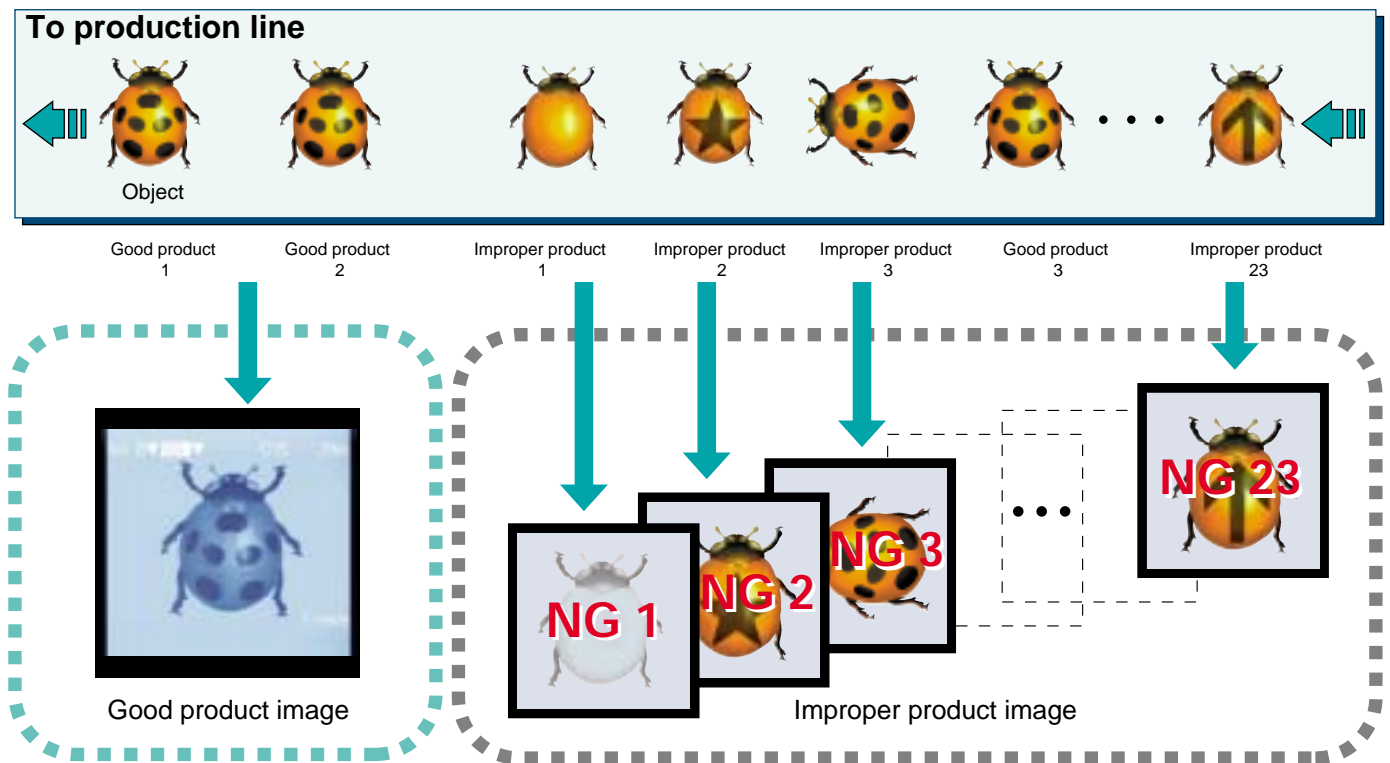 To production line
Object
Good product
1
Good product
2
Improper product
1
Improper product
2
Improper product
3
Good product
3
Improper product
23
NG 1
NG 2
NG 3
NG 23
Good product image
Improper product image